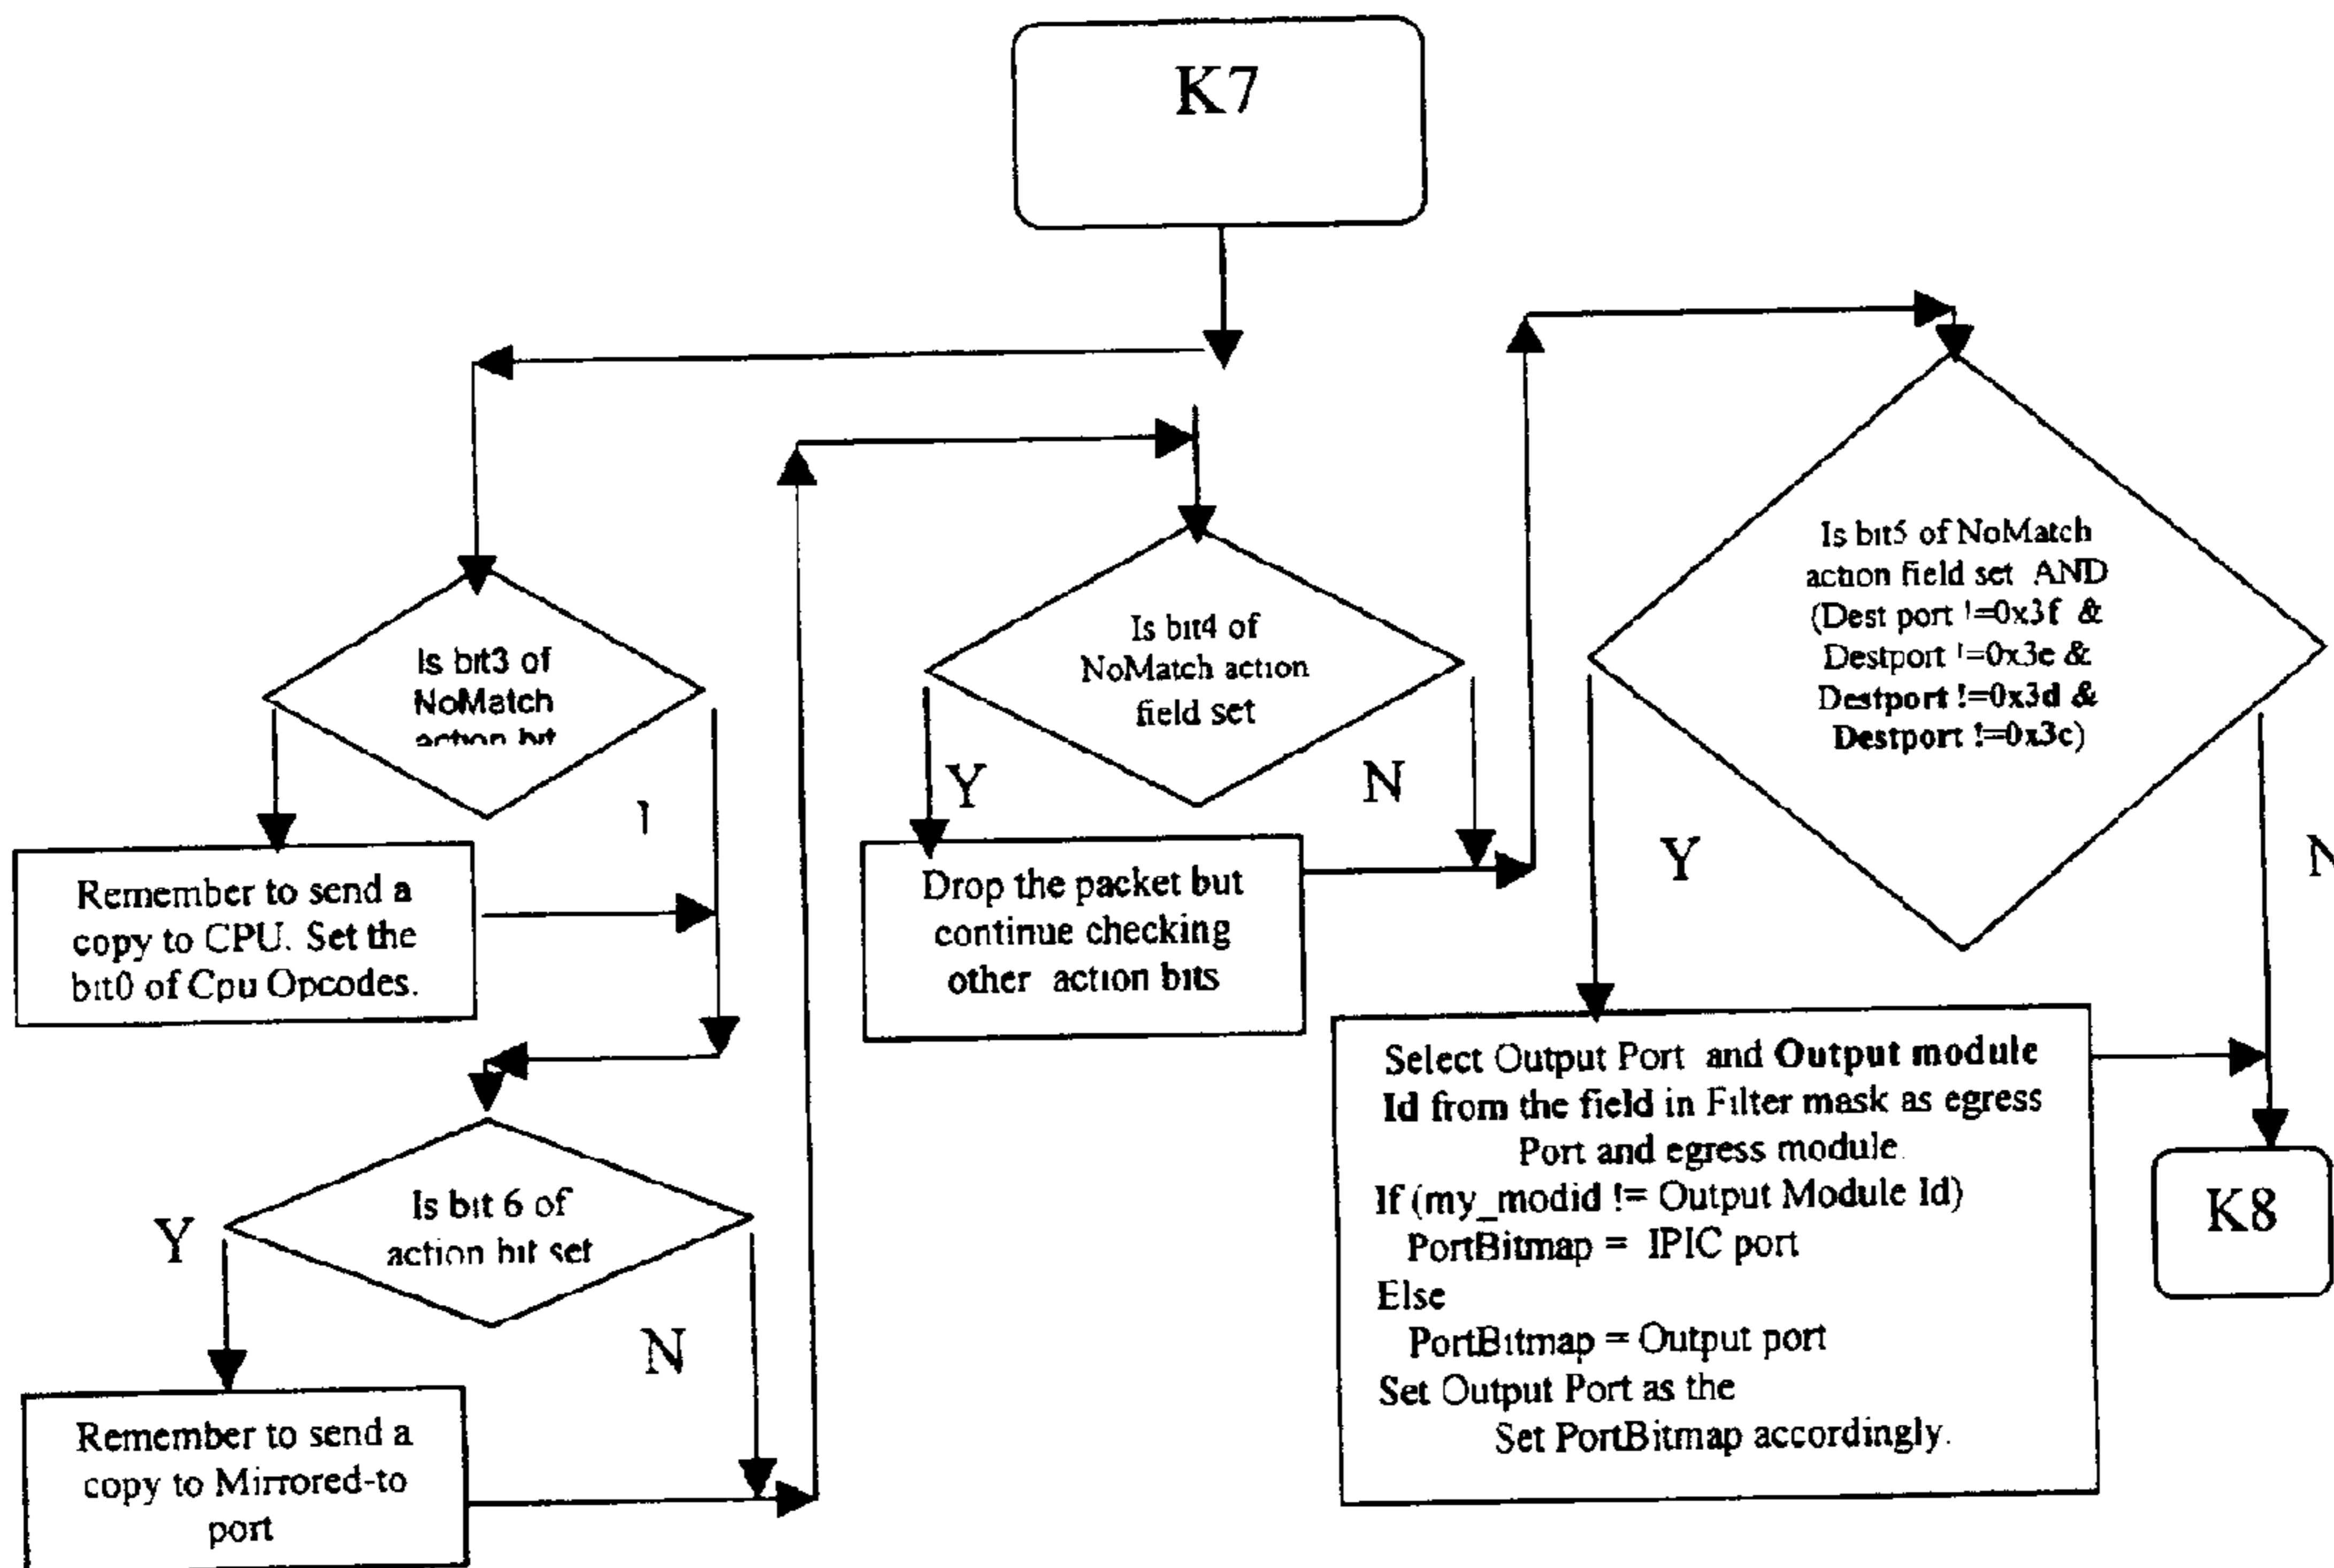 K7
Is bit3 of
NoMatch
action bit
Remember to send a
copy to CPU. Set the
bit0 of Cpu Opcodes.
Is bit 6 of
action bit set
Y
N
Remember to send a
copy to Mirrored-to
port
Is bit4 of
NoMatch action
field set
Y
N
Drop the packet but
continue checking
other action bits
Is bit5 of NoMatch
action field set AND
(Dest port !=0x3f &
Destport !=0x3e &
Destport !=0x3d &
Destport !=0x3c)
Y
N
Select Output Port and Output module
Id from the field in Filter mask as egress
Port and egress module.
If (my_modid != Output Module Id)
PortBitmap = IPIC port
Else
PortBitmap = Output port
Set Output Port as the
Set PortBitmap accordingly.
K8